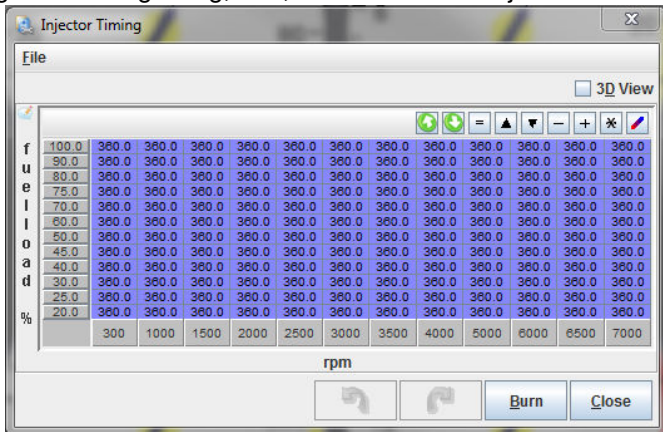 Injector Timing
File
3D View
= - + *
fuelload %
100.0 360.0 360.0 360.0 360.0 360.0 360.0 360.0 360.0 360.0 360.0 360.0 360.0
90.0 360.0 360.0 360.0 360.0 360.0 360.0 360.0 360.0 360.0 360.0 360.0 360.0
80.0 360.0 360.0 360.0 360.0 360.0 360.0 360.0 360.0 360.0 360.0 360.0 360.0
75.0 360.0 360.0 360.0 360.0 360.0 360.0 360.0 360.0 360.0 360.0 360.0 360.0
70.0 360.0 360.0 360.0 360.0 360.0 360.0 360.0 360.0 360.0 360.0 360.0 360.0
60.0 360.0 360.0 360.0 360.0 360.0 360.0 360.0 360.0 360.0 360.0 360.0 360.0
50.0 360.0 360.0 360.0 360.0 360.0 360.0 360.0 360.0 360.0 360.0 360.0 360.0
45.0 360.0 360.0 360.0 360.0 360.0 360.0 360.0 360.0 360.0 360.0 360.0 360.0
40.0 360.0 360.0 360.0 360.0 360.0 360.0 360.0 360.0 360.0 360.0 360.0 360.0
30.0 360.0 360.0 360.0 360.0 360.0 360.0 360.0 360.0 360.0 360.0 360.0 360.0
25.0 360.0 360.0 360.0 360.0 360.0 360.0 360.0 360.0 360.0 360.0 360.0 360.0
20.0 360.0 360.0 360.0 360.0 360.0 360.0 360.0 360.0 360.0 360.0 360.0 360.0
300 1000 1500 2000 2500 3000 3500 4000 5000 6000 6500 7000
rpm
Burn Close